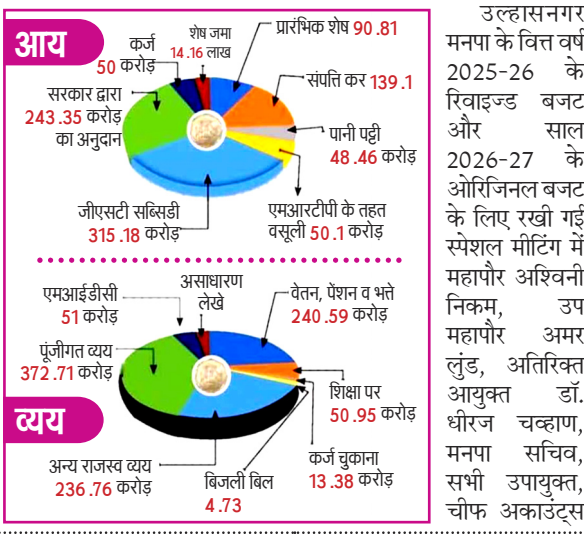 आय
कर्ज
50 करोड़
शेष जमा
14.16 लाख
प्रारंभिक शेष 90.81
संपत्ति कर 139.1
सरकार द्वारा
243.35 करोड़
का अनुदान
पानी पट्टी
48.46 करोड़
जीएसटी सब्सिडी
315.18 करोड़
एमआरटीपी के तहत
वसूली 50.1 करोड़
एमआईडीसी
51 करोड़
असाधारण
लेखे
वेतन, पेंशन व भत्ते
240.59 करोड़
पूंजीगत व्यय
372.71 करोड़
शिक्षा पर
50.95 करोड़
व्यय
अन्य राजस्व व्यय
236.76 करोड़
बिजली बिल
4.73
कर्ज चुकाना
13.38 करोड़
उल्हासनगर
मनपा के वित्त वर्ष
2025-26 के
रिवाइज्ड बजट
और साल
2026-27 के
ओरिजिनल बजट
के लिए रखी गई
स्पेशल मीटिंग में
महापौर अश्विनी
निकम, उप
महापौर अमर
लुंड, अतिरिक्त
आयुक्त डॉ.
धीरज चव्हाण,
मनपा सचिव,
सभी उपायुक्त,
चीफ अकाउंट्स